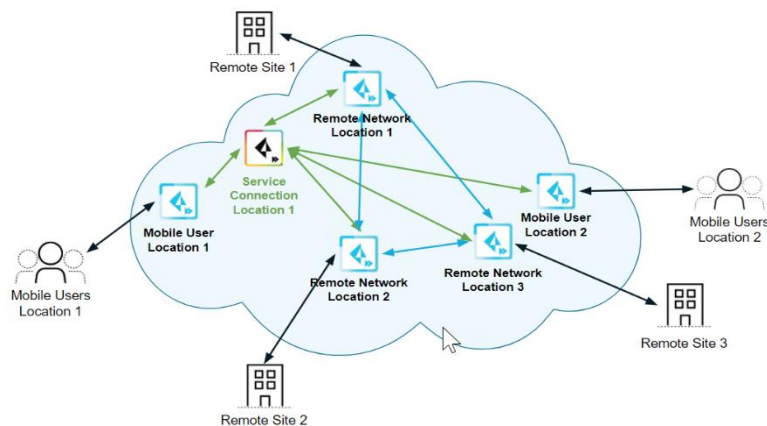 Remote Site 1
Remote Network
Location 1
Service
Connection
Location 1
Mobile User
Location 1
Mobile User
Location 2
Mobile Users
Location 2
Mobile Users
Location 1
Remote Network
Location 2
Remote Network
Location 3
Remote Site 3
Remote Site 2